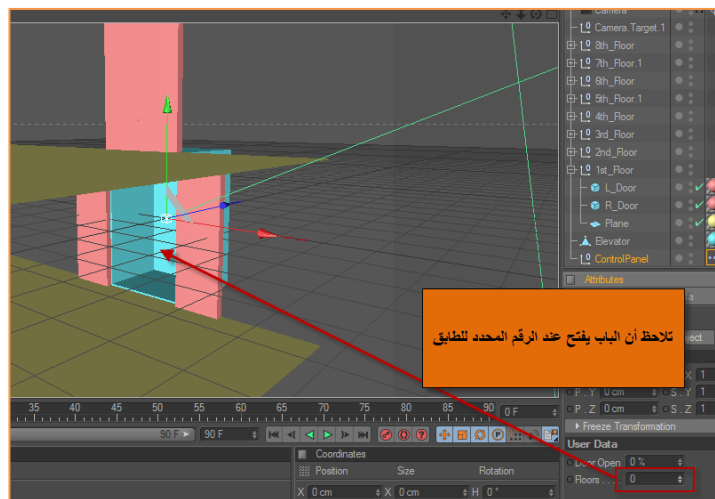 Camera
Camera.Target.1
8th_Floor
7th_Floor.1
6th_Floor
5th_Floor.1
4th_Floor
3rd_Floor
2nd_Floor
1st_Floor
L_Door
R_Door
Plane
Elevator
ControlPanel
Attributes
تلاحظ أن الباب يفتح عند الرقم المحدد للطابق
X 1
P . Y 0 cm S . Y 1
P . Z 0 cm S . Z 1
Freeze Transformation
User Data
Door Open 0 %
Floors . . . 0
35 40 45 50 55 60 65 70 75 80 85 90 0 F
90 F 90 F
Coordinates
Position Size Rotation
X 0 cm X 0 cm H 0 °